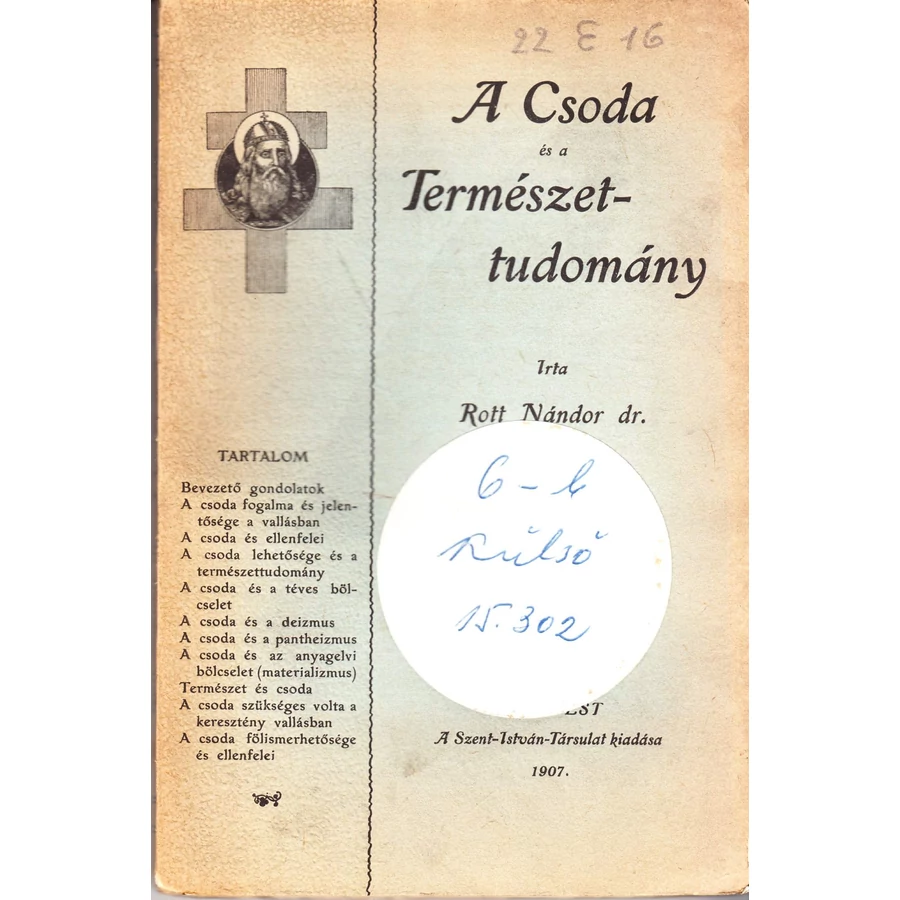 22 E 16
A Csoda
és a
Természet-
tudomány
Irta
Rott Nándor dr.
6 - b
Külső
15.302
EST
A Szent-István-Társulat kiadása
1907.
TARTALOM
Bevezető gondolatok
A csoda fogalma és jelen-
tősége a vallásban
A csoda és ellenfelei
A csoda lehetősége és a
természettudomány
A csoda és a téves böl-
cselet
A csoda és a deizmus
A csoda és a pantheizmus
A csoda és az anyagelvi
bölcselet (materializmus)
Természet és csoda
A csoda szükséges volta a
keresztény vallásban
A csoda fölismerhetősége
és ellenfelei